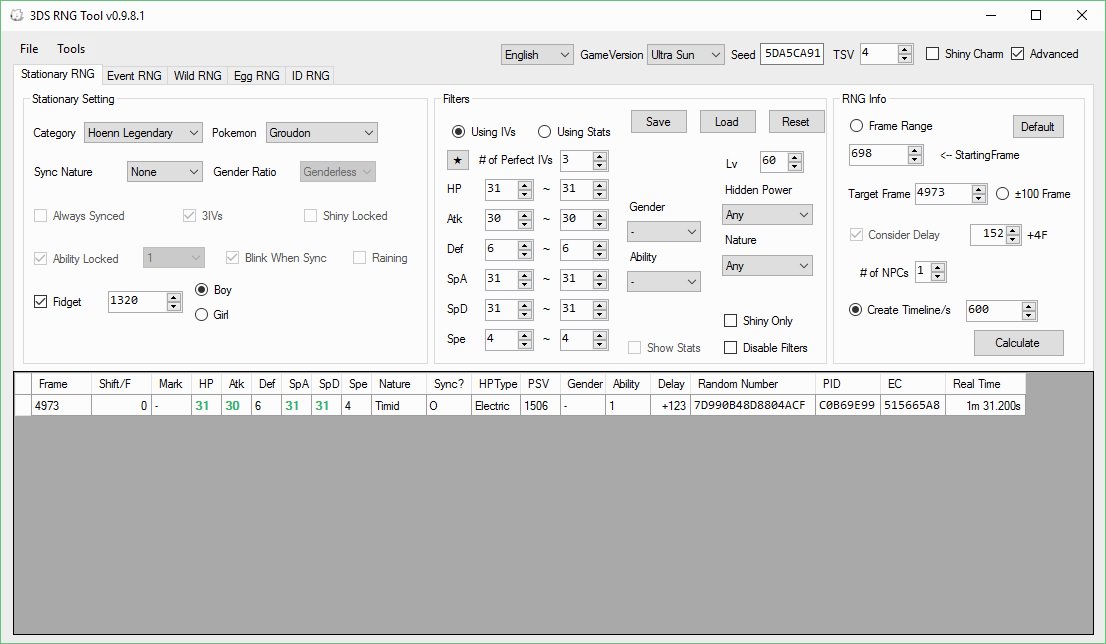 3DS RNG Tool v0.9.8.1
File Tools
English GameVersion Ultra Sun Seed 5DA5CA91 TSV 4 Shiny Charm Advanced
Stationary RNG Event RNG Wild RNG Egg RNG ID RNG
Stationary Setting
Category Hoenn Legendary Pokemon Groudon
Sync Nature None Gender Ratio Genderless
Always Synced 3IVs Shiny Locked
Ability Locked 1 Blink When Sync Raining
Fidget 1320 Boy
Girl
Filters
Using IVs Using Stats Save Load Reset
★ # of Perfect IVs 3 Lv 60
HP 31 ~ 31 Hidden Power
Gender Any
Atk 30 ~ 30 - Nature
Def 6 ~ 6 Ability Any
SpA 31 ~ 31 -
SpD 31 ~ 31 Shiny Only
Spe 4 ~ 4 Show Stats Disable Filters
RNG Info
Frame Range Default
698 <-- StartingFrame
Target Frame 4973 ±100 Frame
Consider Delay 152 +4F
# of NPCs 1
Create Timeline/s 600
Calculate
Frame Shift/F Mark HP Atk Def SpA SpD Spe Nature Sync? HPType PSV Gender Ability Delay Random Number PID EC Real Time
4973 0 - 31 30 6 31 31 4 Timid O Electric 1506 - 1 +123 7D990B48D8804ACF C0B69E99 515665A8 1m 31.200s